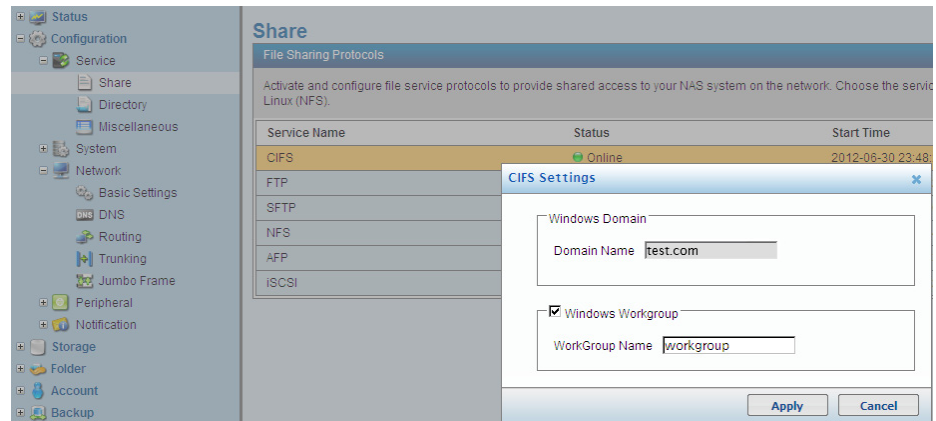 Status
Configuration
Service
Share
Directory
Miscellaneous
System
Network
Basic Settings
DNS DNS
Routing
Trunking
Jumbo Frame
Peripheral
Notification
Storage
Folder
Account
Backup
Share
File Sharing Protocols
Activate and configure file service protocols to provide shared access to your NAS system on the network. Choose the servic
Linux (NFS).
Service Name Status Start Time
CIFS Online 2012-06-30 23:48:
FTP
SFTP
NFS
AFP
iSCSI
CIFS Settings
Windows Domain
Domain Name test.com
Windows Workgroup
WorkGroup Name workgroup
Apply Cancel